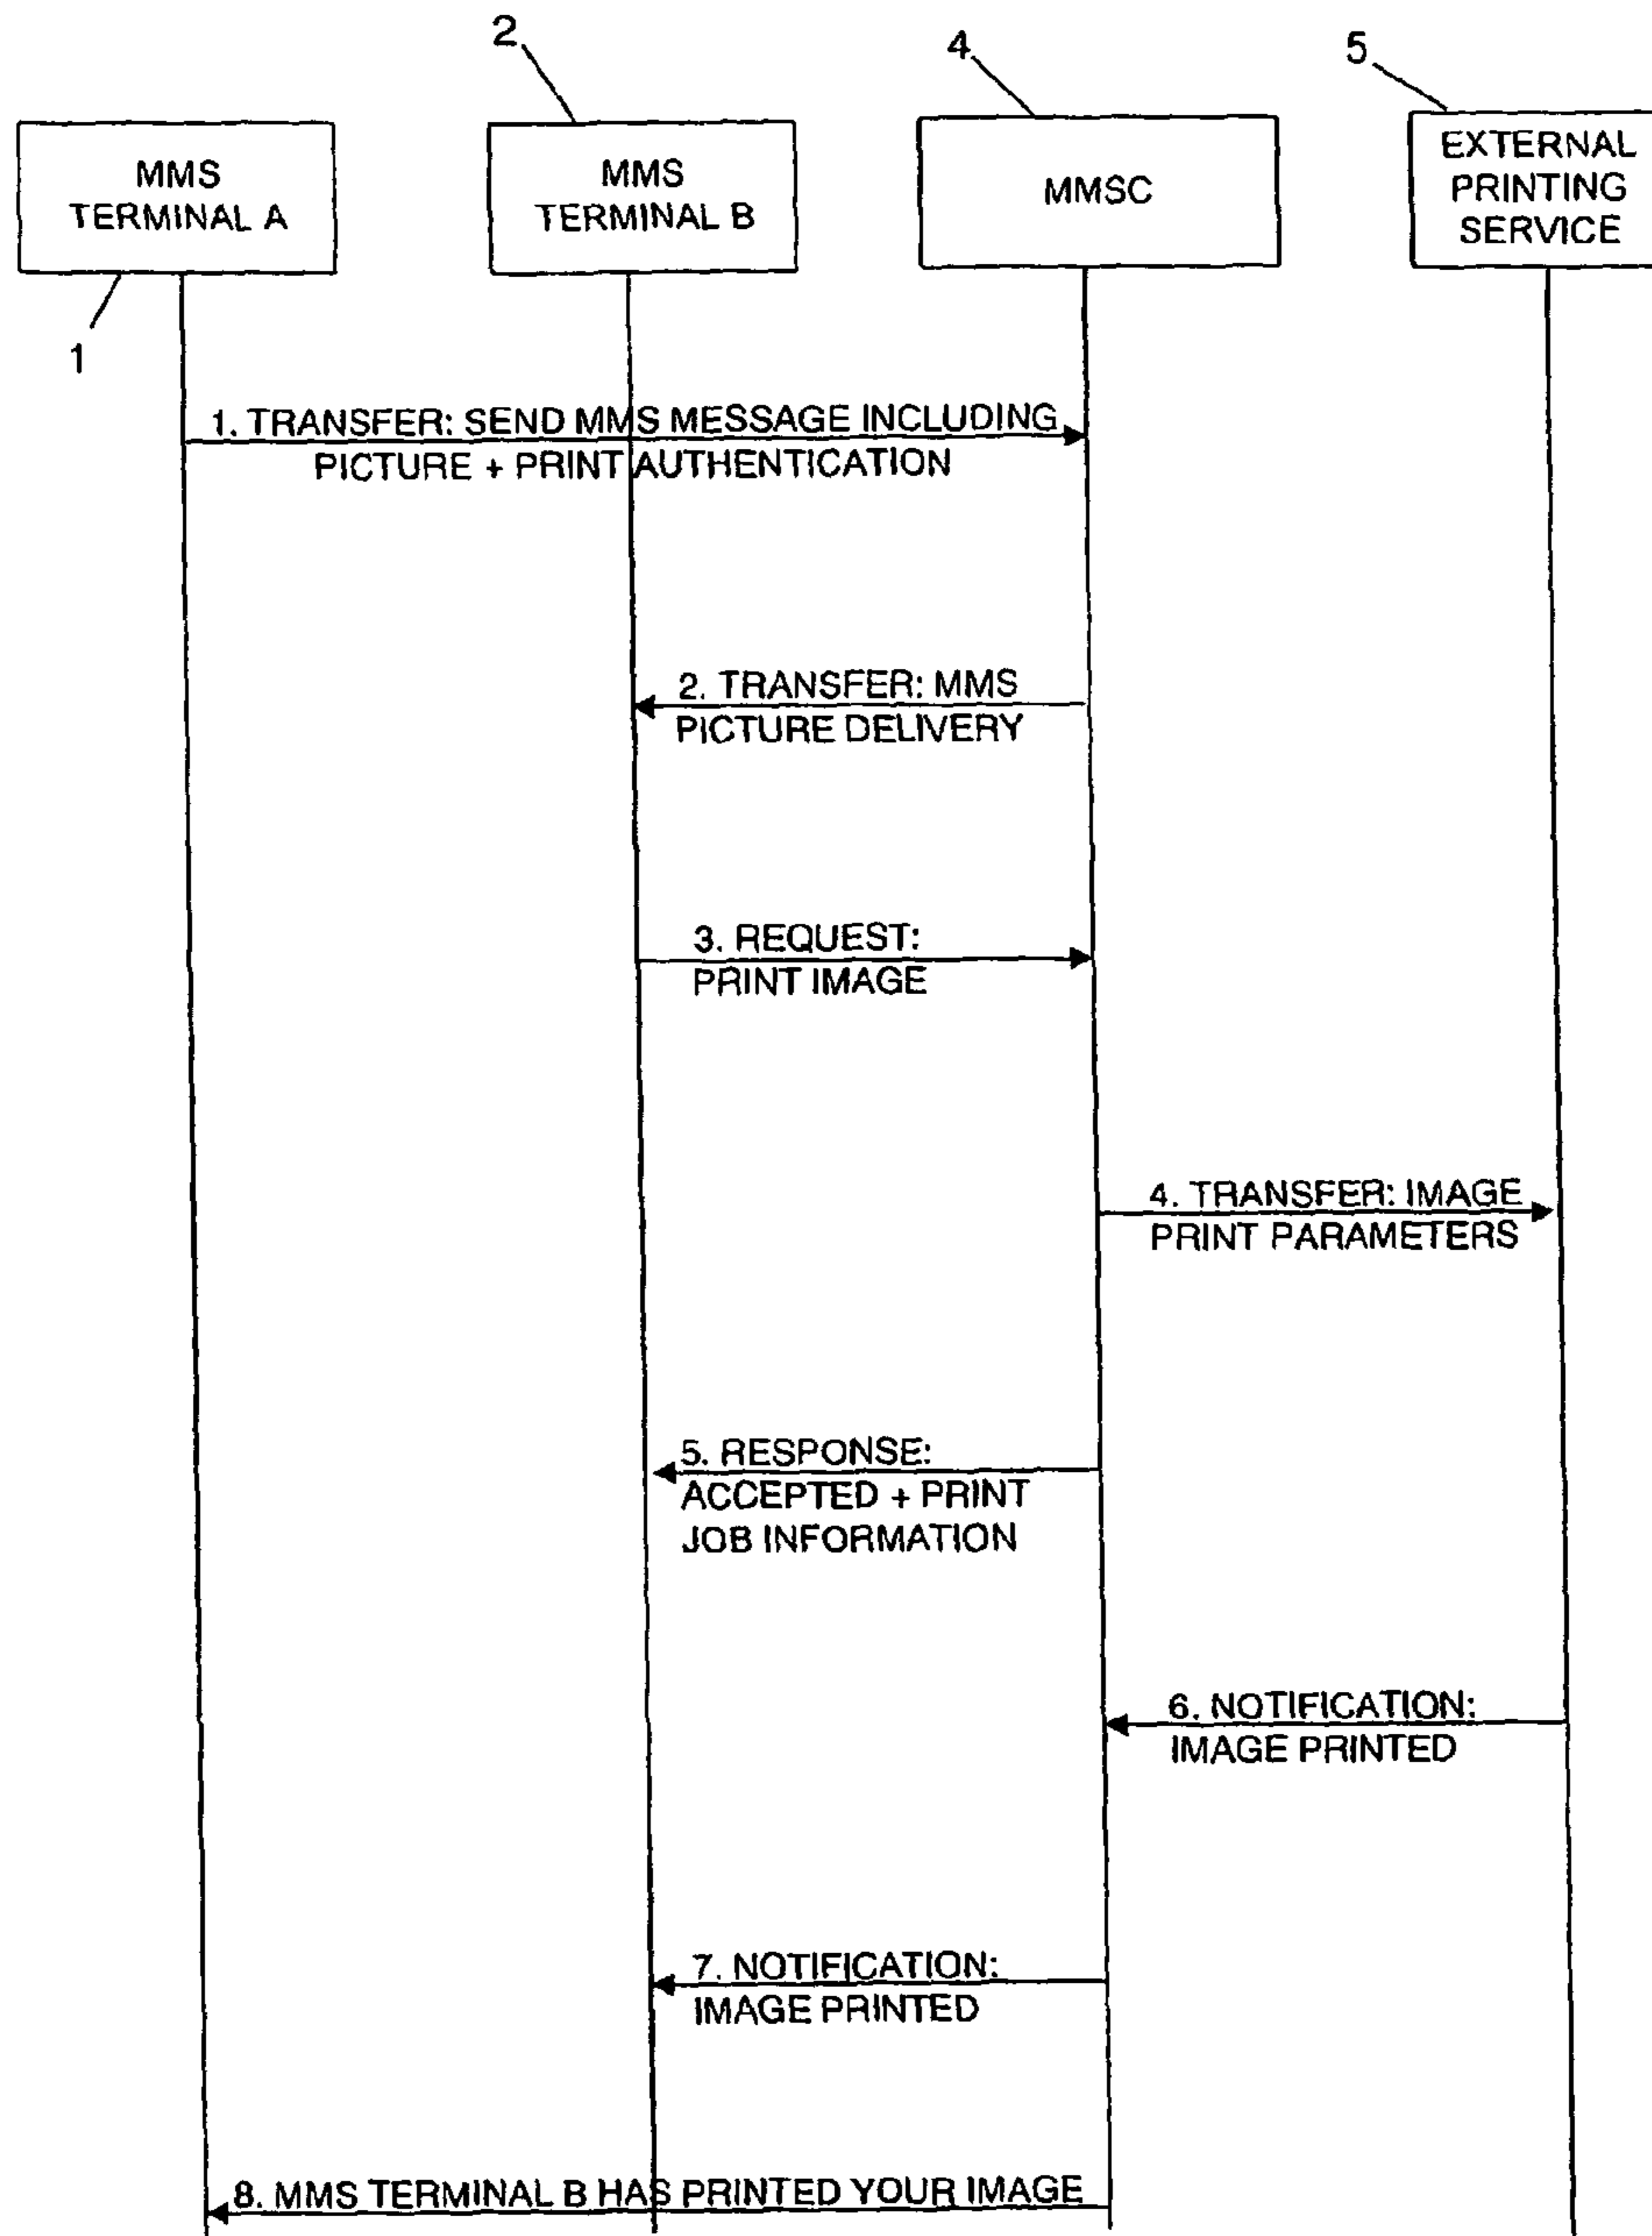 2
4
5
MMS
TERMINAL A
MMS
TERMINAL B
MMSC
EXTERNAL
PRINTING
SERVICE
1
1. TRANSFER: SEND MMS MESSAGE INCLUDING
PICTURE + PRINT AUTHENTICATION
2. TRANSFER: MMS
PICTURE DELIVERY
3. REQUEST:
PRINT IMAGE
4. TRANSFER: IMAGE
PRINT PARAMETERS
5. RESPONSE:
ACCEPTED + PRINT
JOB INFORMATION
6. NOTIFICATION:
IMAGE PRINTED
7. NOTIFICATION:
IMAGE PRINTED
8. MMS TERMINAL B HAS PRINTED YOUR IMAGE